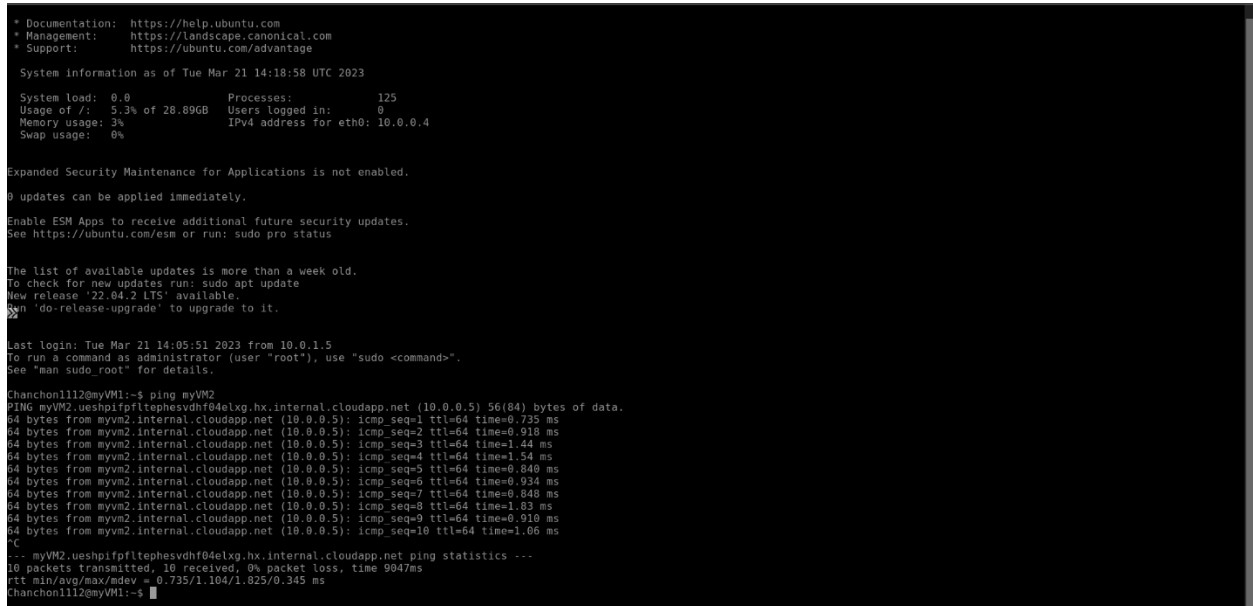 * Documentation:  https://help.ubuntu.com
* Management:     https://landscape.canonical.com
* Support:        https://ubuntu.com/advantage
System information as of Tue Mar 21 14:18:58 UTC 2023
System load:  0.0                Processes:             125
Usage of /:   5.3% of 28.89GB   Users logged in:       0
Memory usage: 3%                 IPv4 address for eth0: 10.0.0.4
Swap usage:   0%
Expanded Security Maintenance for Applications is not enabled.
0 updates can be applied immediately.
Enable ESM Apps to receive additional future security updates.
See https://ubuntu.com/esm or run: sudo pro status
The list of available updates is more than a week old.
To check for new updates run: sudo apt update
New release '22.04.2 LTS' available.
Run 'do-release-upgrade' to upgrade to it.
Last login: Tue Mar 21 14:05:51 2023 from 10.0.1.5
To run a command as administrator (user "root"), use "sudo <command>".
See "man sudo_root" for details.
Chanchon1112@myVM1:~$ ping myVM2
PING myVM2.ueshpifpfltephesvdhf04elxg.hx.internal.cloudapp.net (10.0.0.5) 56(84) bytes of data.
64 bytes from myvm2.internal.cloudapp.net (10.0.0.5): icmp_seq=1 ttl=64 time=0.735 ms
64 bytes from myvm2.internal.cloudapp.net (10.0.0.5): icmp_seq=2 ttl=64 time=0.918 ms
64 bytes from myvm2.internal.cloudapp.net (10.0.0.5): icmp_seq=3 ttl=64 time=1.44 ms
64 bytes from myvm2.internal.cloudapp.net (10.0.0.5): icmp_seq=4 ttl=64 time=1.54 ms
64 bytes from myvm2.internal.cloudapp.net (10.0.0.5): icmp_seq=5 ttl=64 time=0.840 ms
64 bytes from myvm2.internal.cloudapp.net (10.0.0.5): icmp_seq=6 ttl=64 time=0.934 ms
64 bytes from myvm2.internal.cloudapp.net (10.0.0.5): icmp_seq=7 ttl=64 time=0.848 ms
64 bytes from myvm2.internal.cloudapp.net (10.0.0.5): icmp_seq=8 ttl=64 time=1.83 ms
64 bytes from myvm2.internal.cloudapp.net (10.0.0.5): icmp_seq=9 ttl=64 time=0.910 ms
64 bytes from myvm2.internal.cloudapp.net (10.0.0.5): icmp_seq=10 ttl=64 time=1.06 ms
^C
--- myVM2.ueshpifpfltephesvdhf04elxg.hx.internal.cloudapp.net ping statistics ---
10 packets transmitted, 10 received, 0% packet loss, time 9047ms
rtt min/avg/max/mdev = 0.735/1.104/1.825/0.345 ms
Chanchon1112@myVM1:~$